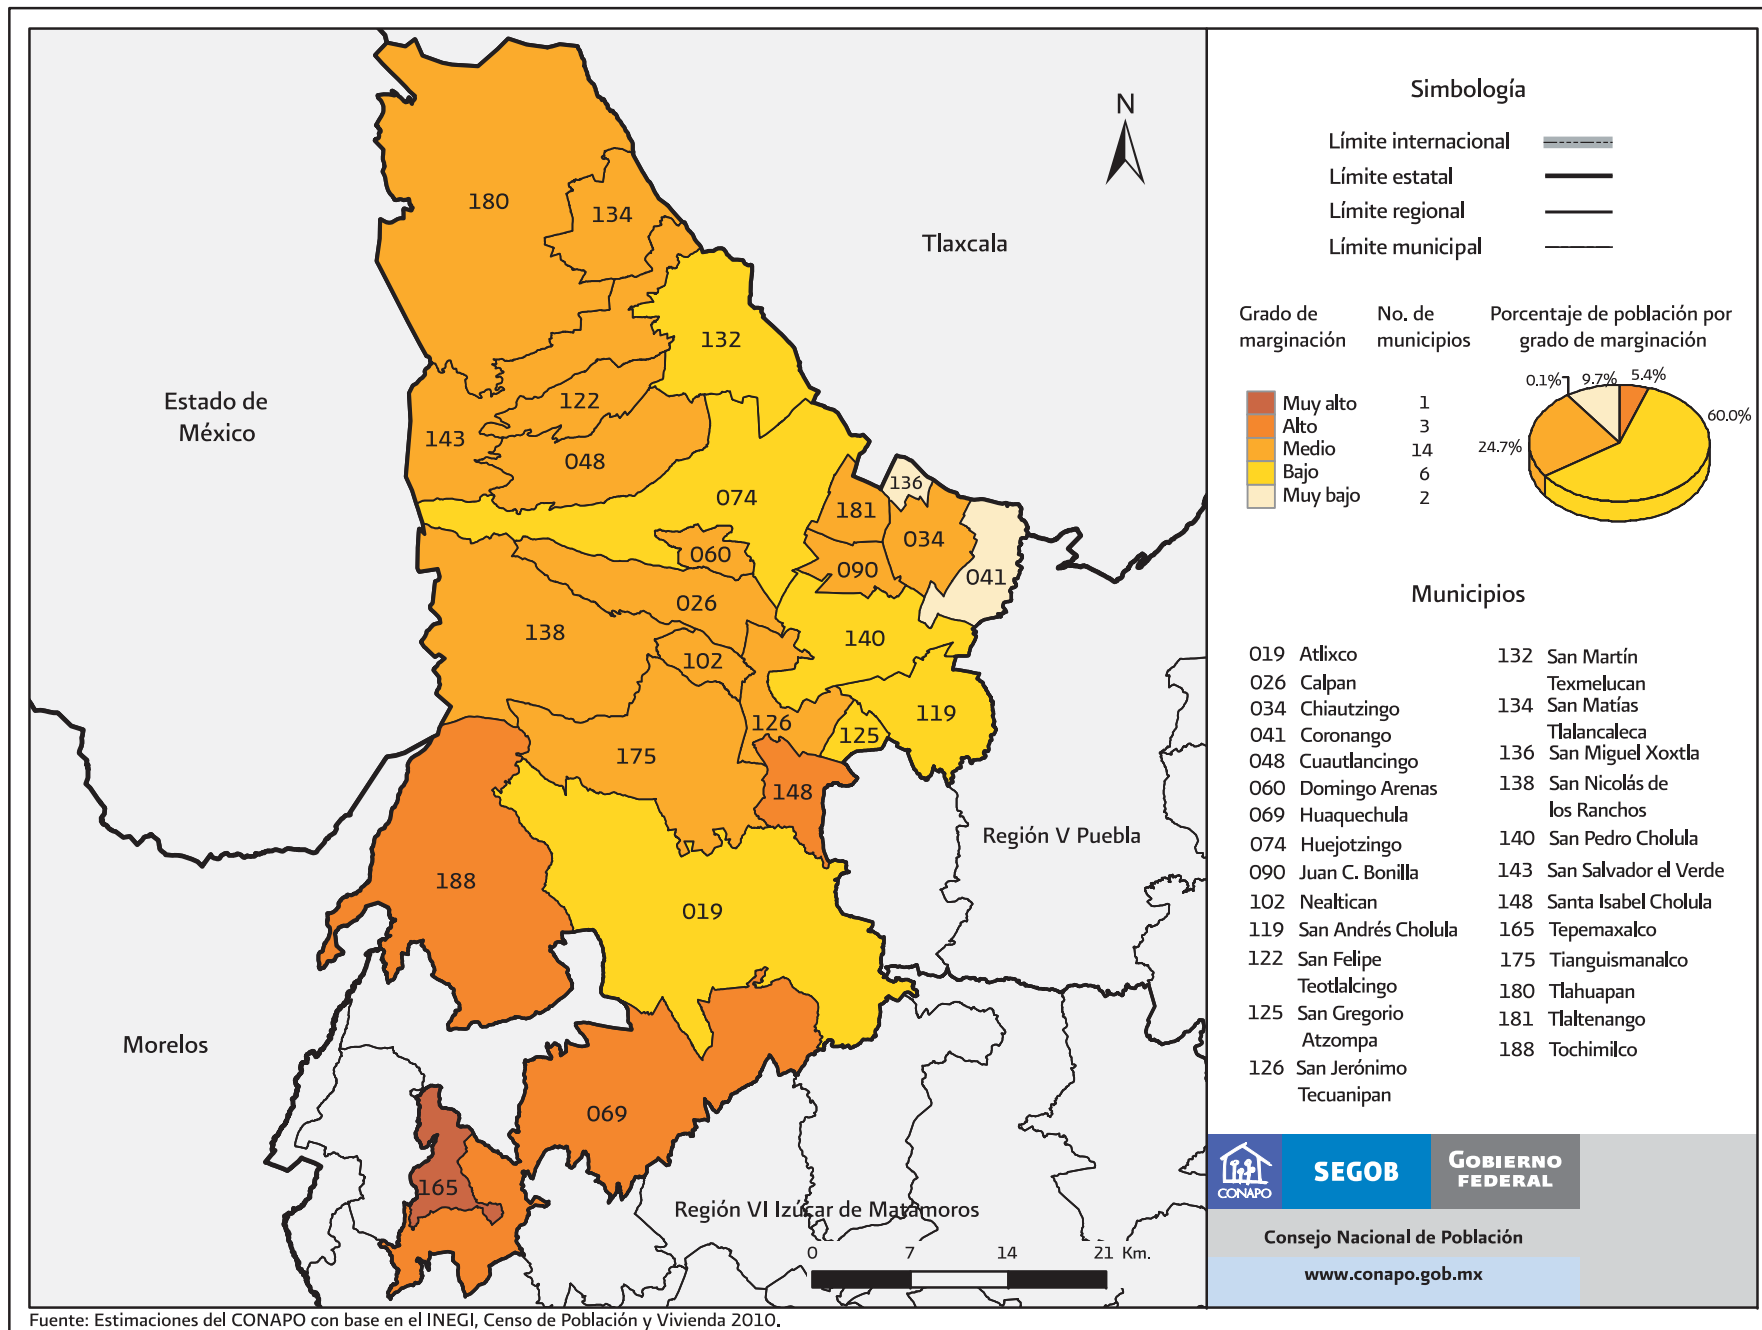 180
134
132
122
143
048
074
136
181
034
060
090
041
026
138
140
102
119
126
125
175
148
188
019
069
165
N
Tlaxcala
Estado de
México
Morelos
Región V Puebla
Región VI Izúcar de Matamoros
0 7 14 21 Km.
Simbología
Límite internacional
Límite estatal
Límite regional
Límite municipal
Grado de
marginación
No. de
municipios
Porcentaje de población por
grado de marginación
Muy alto 1
Alto 3
Medio 14
Bajo 6
Muy bajo 2
0.1%
9.7%
5.4%
60.0%
24.7%
Municipios
019 Atlixco
026 Calpan
034 Chiautzingo
041 Coronango
048 Cuautlancingo
060 Domingo Arenas
069 Huaquechula
074 Huejotzingo
090 Juan C. Bonilla
102 Nealtican
119 San Andrés Cholula
122 San Felipe
Teotlalcingo
125 San Gregorio
Atzompa
126 San Jerónimo
Tecuanipan
132 San Martín
Texmelucan
134 San Matías
Tlalancaleca
136 San Miguel Xoxtla
138 San Nicolás de
los Ranchos
140 San Pedro Cholula
143 San Salvador el Verde
148 Santa Isabel Cholula
165 Tepemaxalco
175 Tianguismanalco
180 Tlahuapan
181 Tlaltenango
188 Tochimilco
CONAPO
SEGOB
GOBIERNO
FEDERAL
Consejo Nacional de Población
www.conapo.gob.mx
Fuente: Estimaciones del CONAPO con base en el INEGI, Censo de Población y Vivienda 2010.